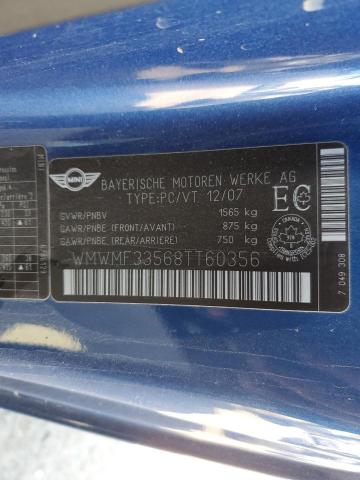 MINI
BAYERISCHE MOTOREN WERKE AG
TYPE:PC/VT 12/07
EC
GVWR/PNBV 1565 kg
GAWR/PNBE (FRONT/AVANT) 875 kg
GAWR/PNBE (REAR/ARRIERE) 750 kg
WMWMF33568TT60356
CANADA
7 049 308